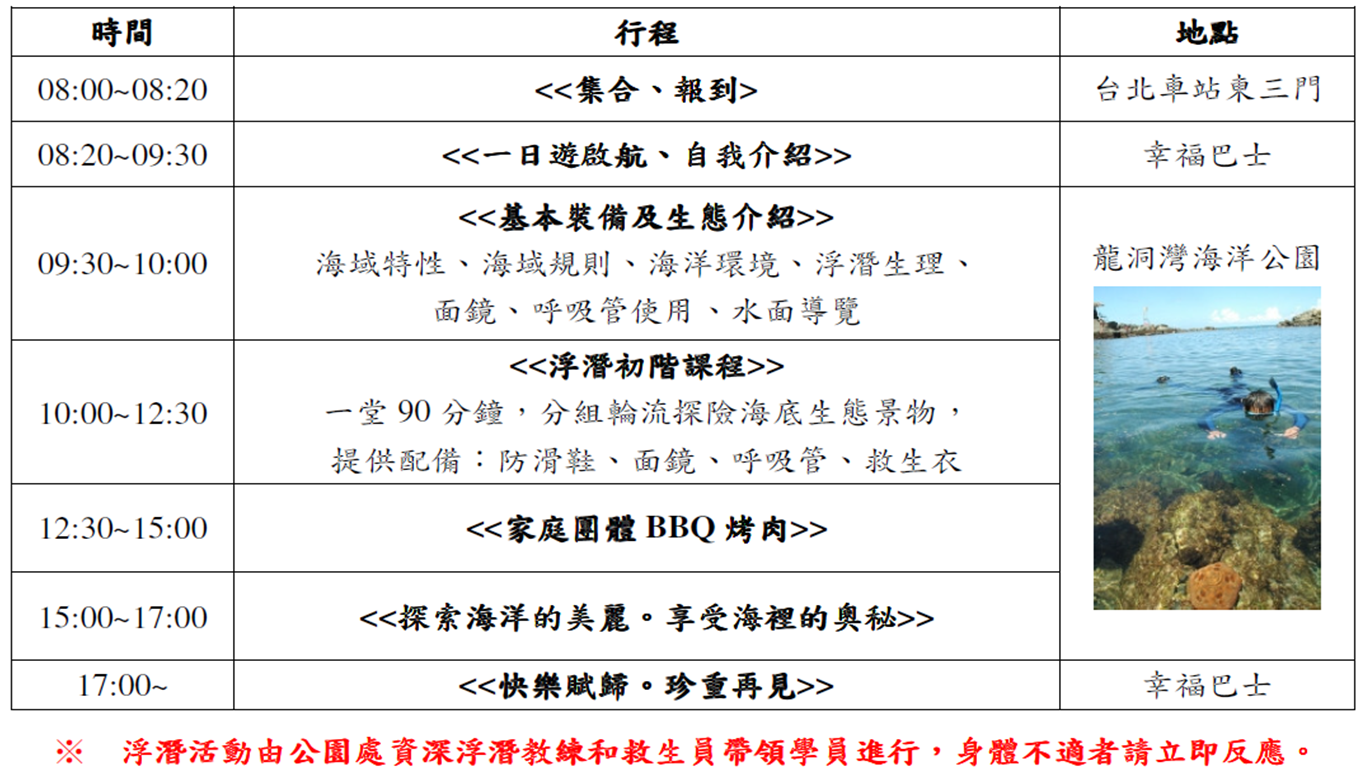 時間 行程 地點
08:00~08:20 <<集合、報到> 台北車站東三門
08:20~09:30 <<一日遊啟航、自我介紹>> 幸福巴士
09:30~10:00 <<基本裝備及生態介紹>>
海域特性、海域規則、海洋環境、浮潛生理、
面鏡、呼吸管使用、水面導覽
龍洞灣海洋公園
10:00~12:30 <<浮潛初階課程>>
一堂 90 分鐘，分組輪流探險海底生態景物，
提供配備：防滑鞋、面鏡、呼吸管、救生衣
12:30~15:00 <<家庭團體 BBQ 烤肉>>
15:00~17:00 <<探索海洋的美麗。享受海裡的奧秘>>
17:00~ <<快樂賦歸。珍重再見>> 幸福巴士
※ 浮潛活動由公園處資深浮潛教練和救生員帶領學員進行，身體不適者請立即反應。